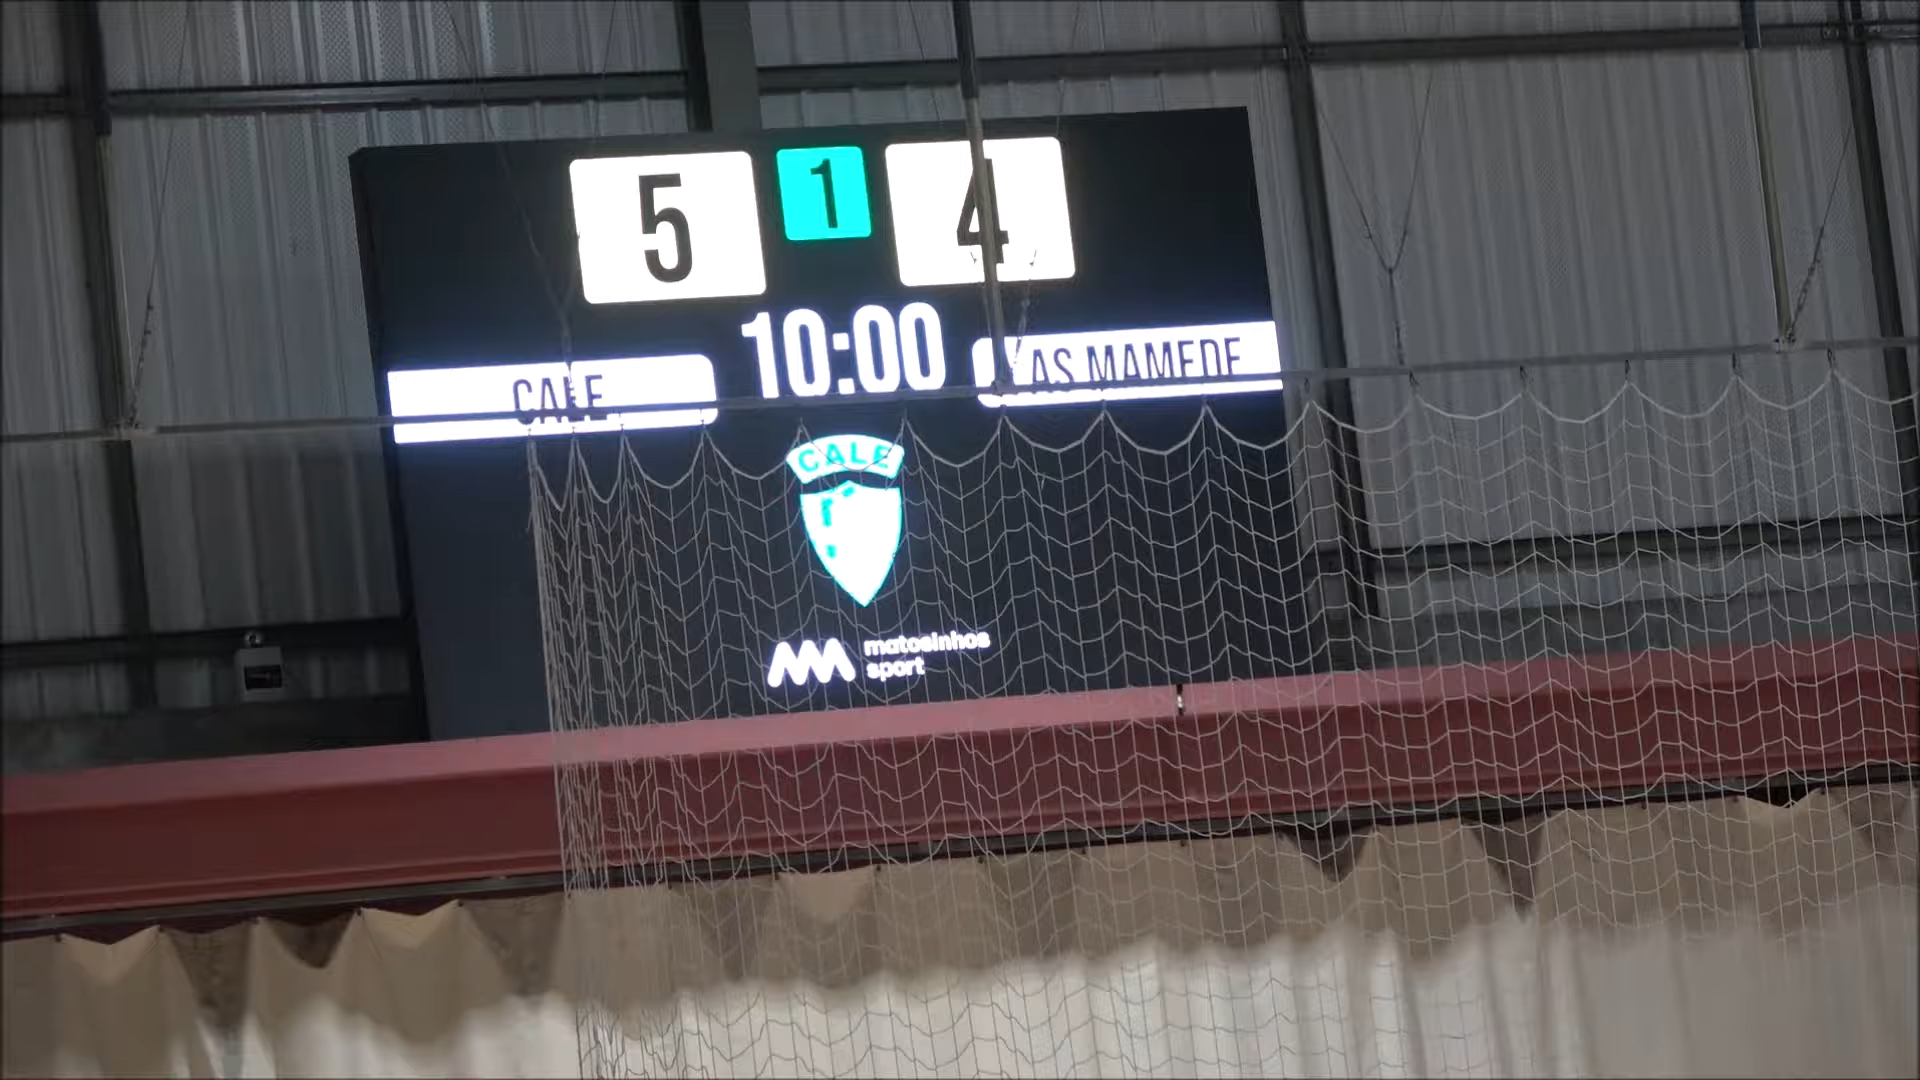 5 1 4
10:00
CALE
AS MAMEDE
CALE
matosinhos
sport